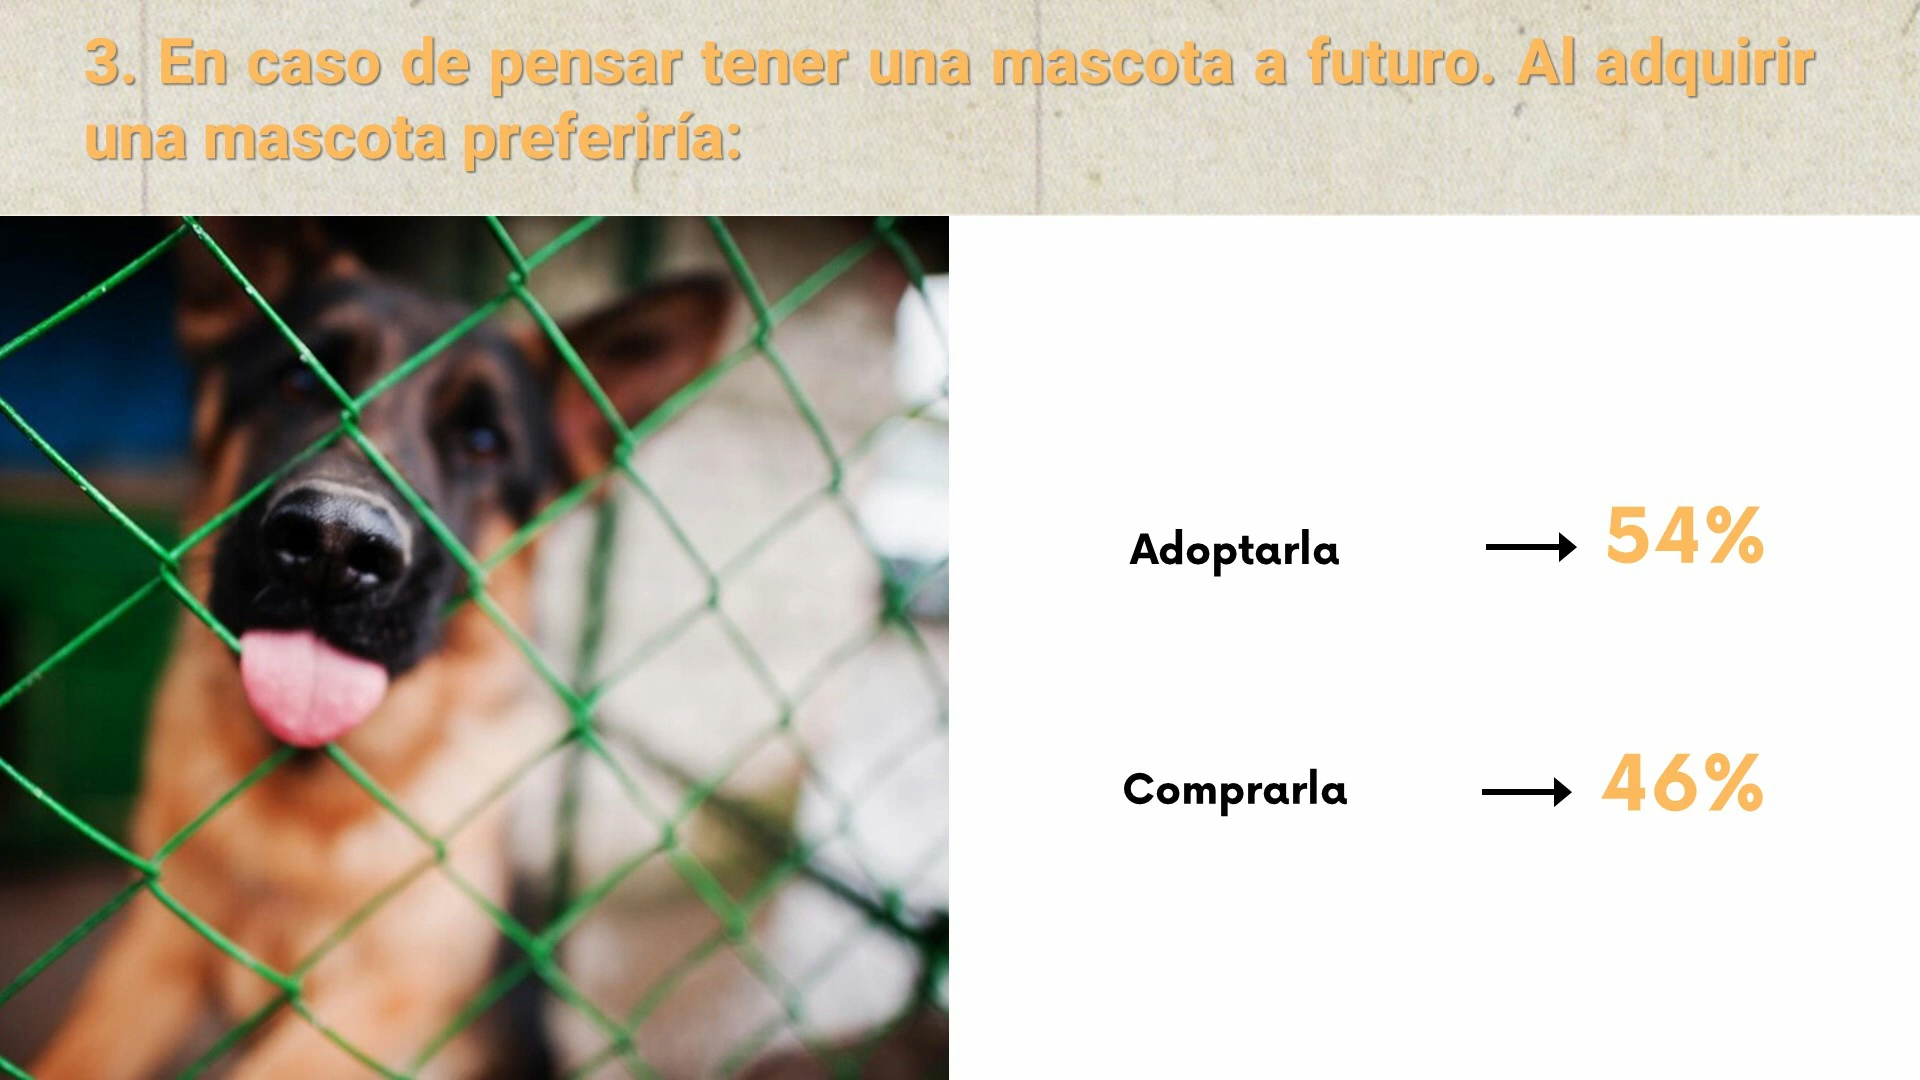 3. En caso de pensar tener una mascota a futuro. Al adquirir
una mascota preferiría:
Adoptarla → 54%
Comprarla → 46%